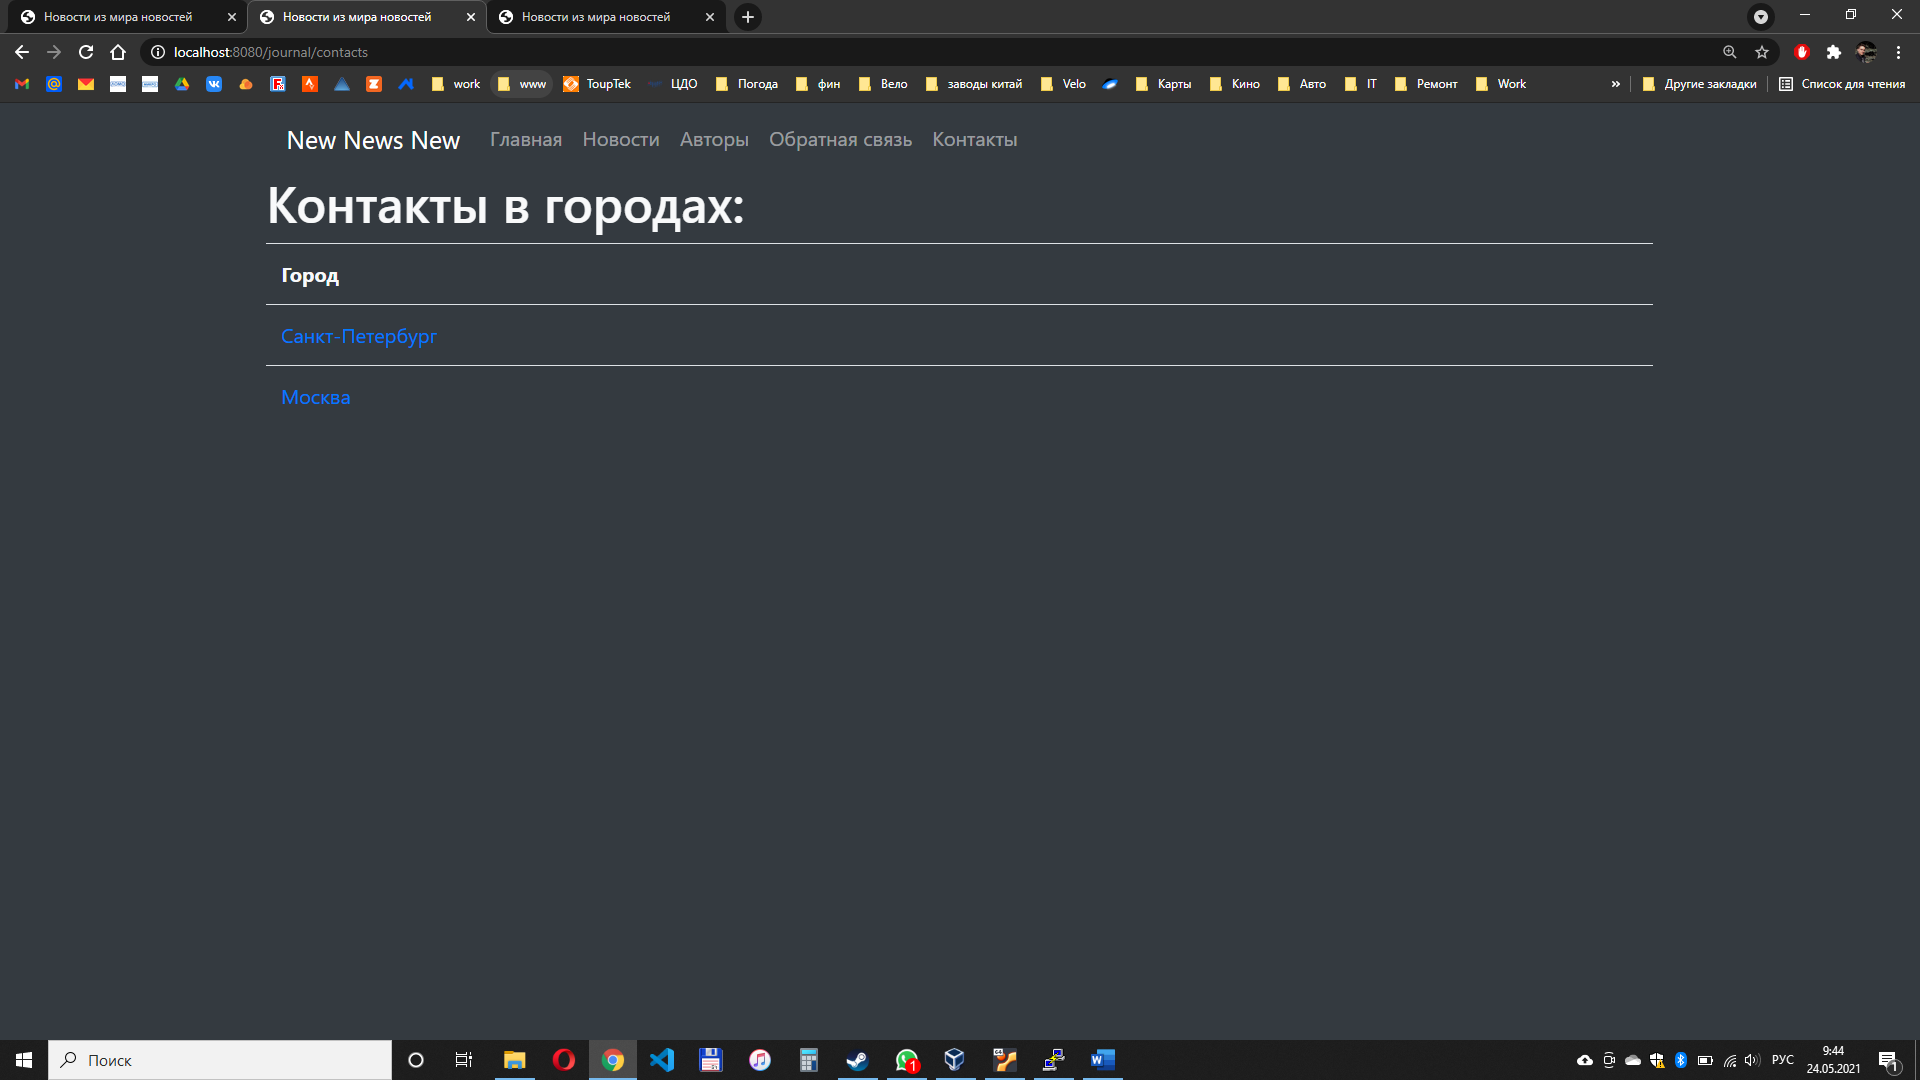 Новости из мира новостей
Новости из мира новостей
Новости из мира новостей
localhost:8080/journal/contacts
work www ToupTek ЦДО Погода фин Вело заводы китай Velo Карты Кино Авто IT Ремонт Work » Другие закладки Список для чтения
New News New Главная Новости Авторы Обратная связь Контакты
Контакты в городах:
Город
Санкт-Петербург
Москва
Поиск
1
РУС
9:44
24.05.2021
1